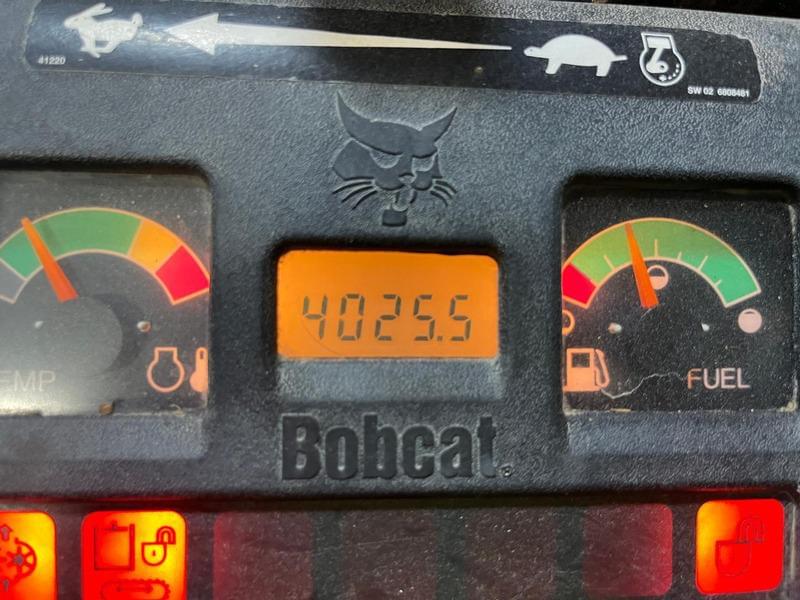 41220
SW 02 6808481
4025.5
EMP
FUEL
Bobcat